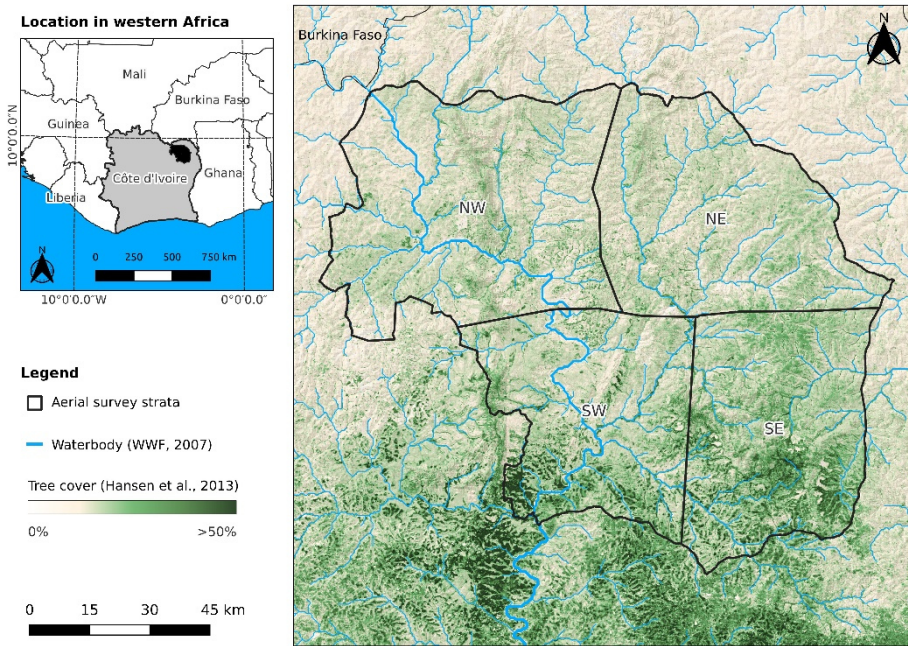 Location in western Africa
Mali
Burkina Faso
Guinea
Côte d'Ivoire
Ghana
Liberia
10°0.0'N
N
0 250 500 750 km
10°0'0.0"W
0°0.0'
Legend
Aerial survey strata
Waterbody (WWF, 2007)
Tree cover (Hansen et al., 2013)
0% >50%
0 15 30 45 km
Burkina Faso
N
NW
NE
SW
SE